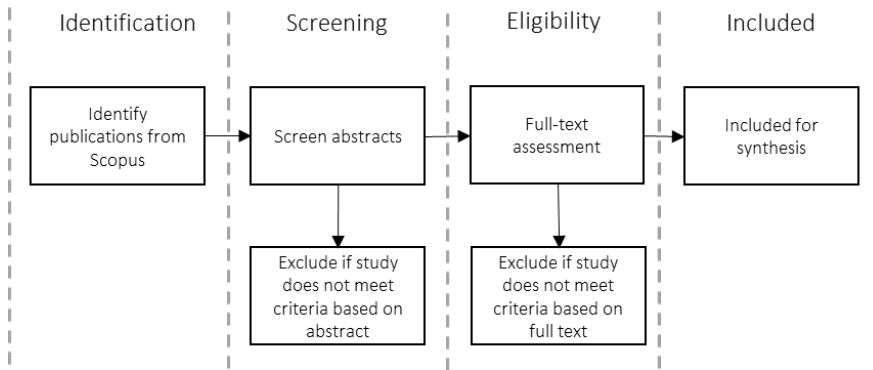 Identification
Screening
Eligibility
Included
Identify
publications from
Scopus
Screen abstracts
Full-text
assessment
Included for
synthesis
Exclude if study
does not meet
criteria based on
abstract
Exclude if study
does not meet
criteria based on
full text